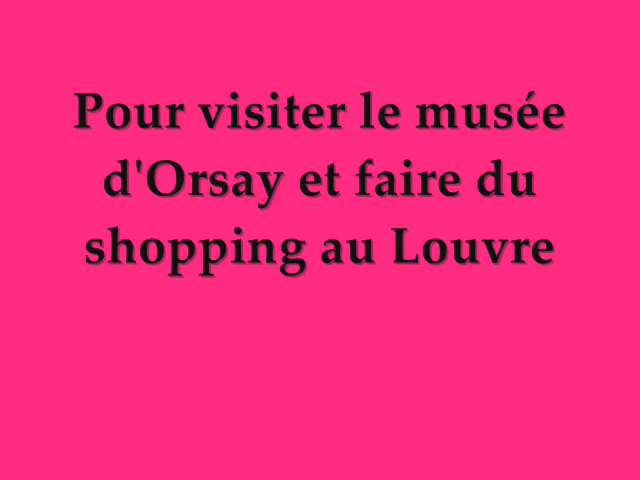 Pour visiter le musée
d'Orsay et faire du
shopping au Louvre